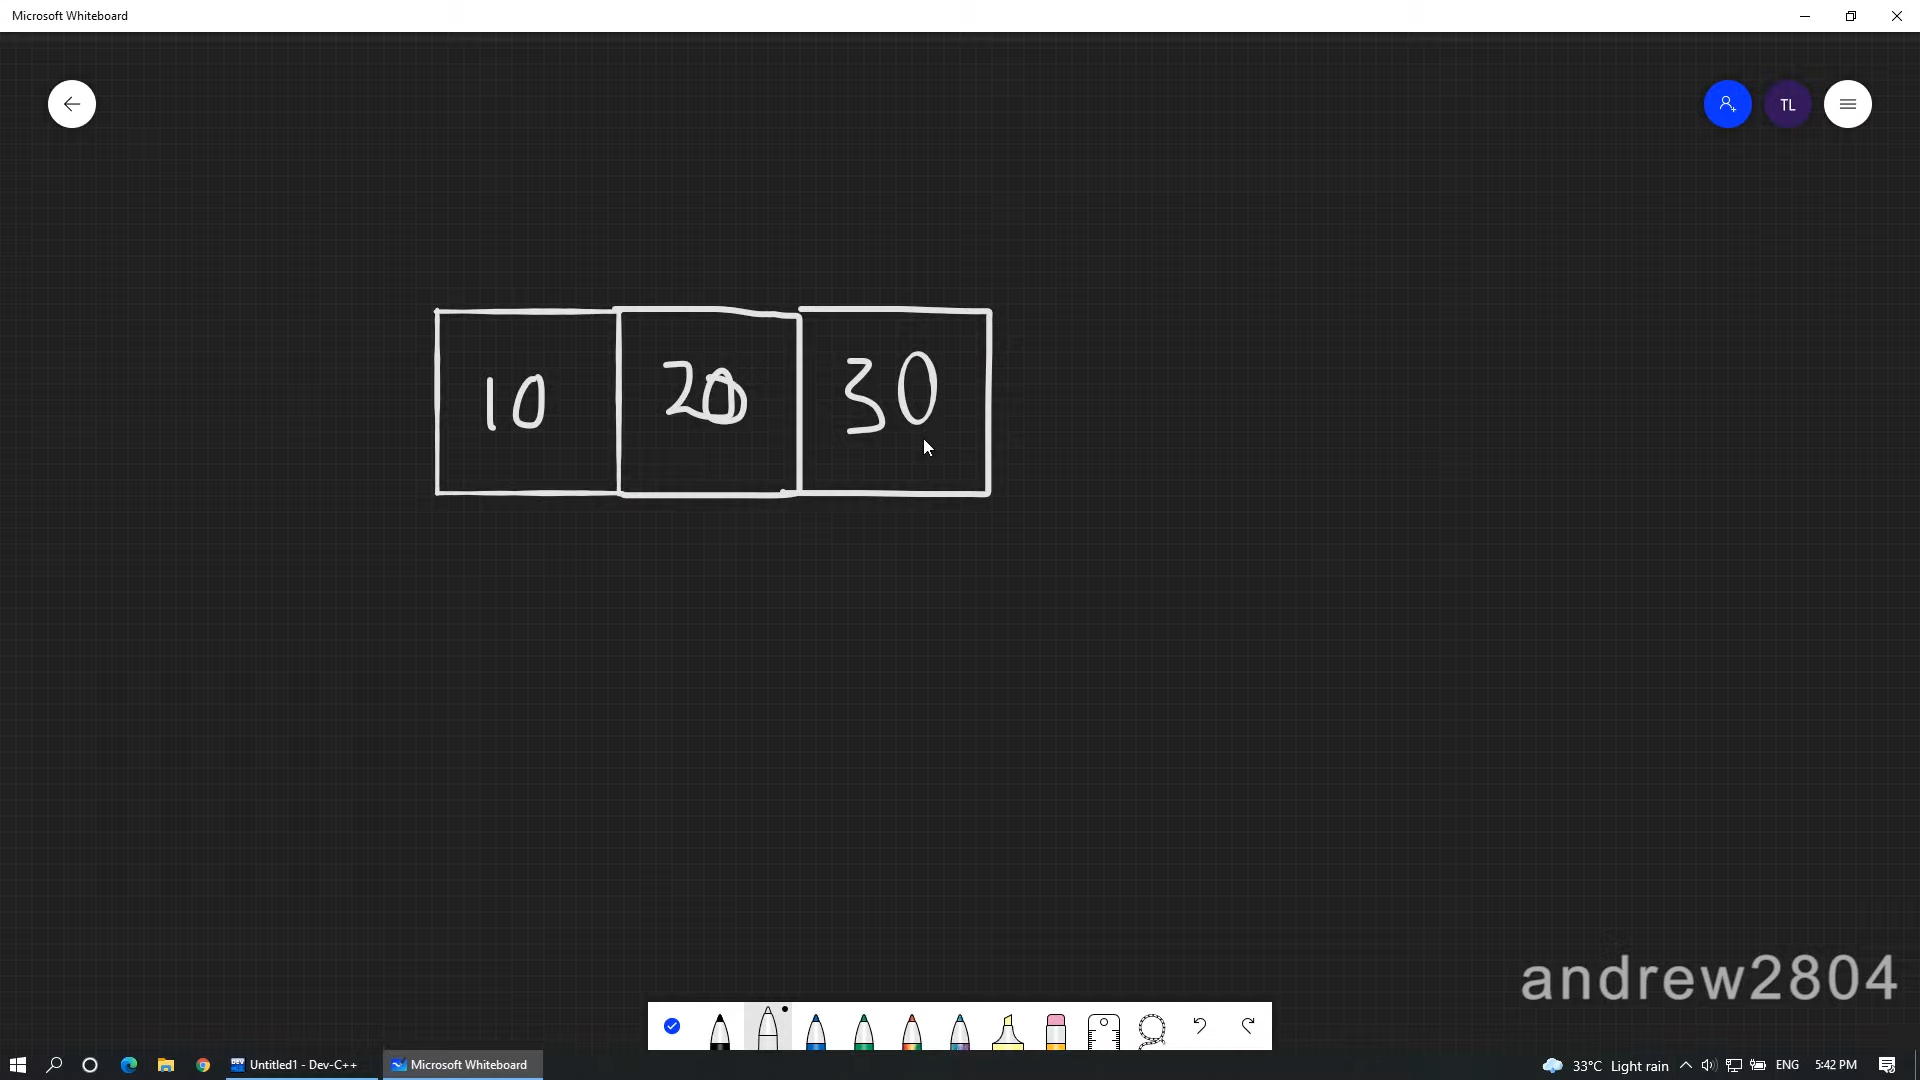 Microsoft Whiteboard
TL
10 20 30
andrew2804
Untitled1 - Dev-C++ Microsoft Whiteboard 33°C Light rain ENG 5:42 PM